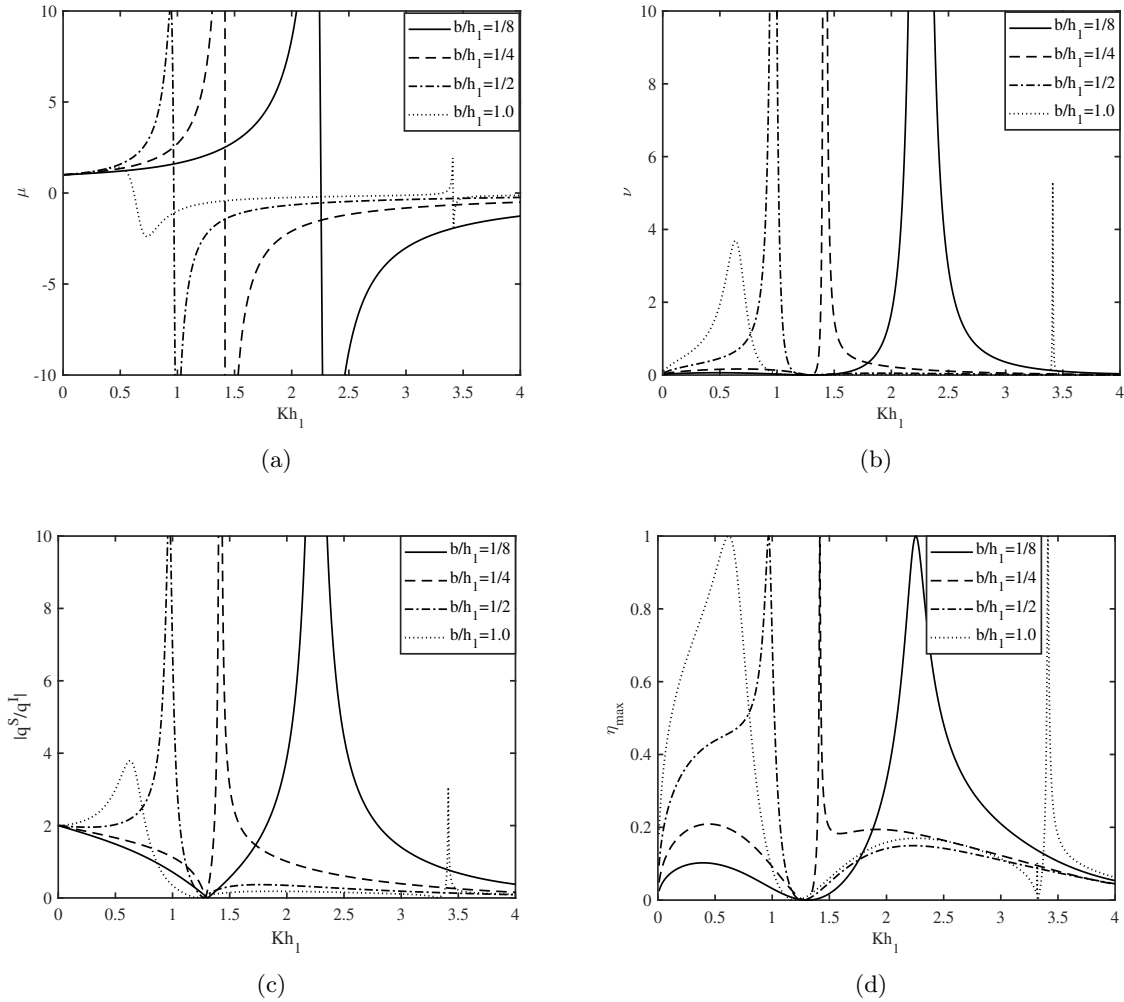 10
5
0
-5
-10
μ
0 0.5 1 1.5 2 2.5 3 3.5 4
Kh1
b/h1=1/8
b/h1=1/4
b/h1=1/2
b/h1=1.0
(a)
10
8
6
4
2
0
ν
0 0.5 1 1.5 2 2.5 3 3.5 4
Kh1
b/h1=1/8
b/h1=1/4
b/h1=1/2
b/h1=1.0
(b)
10
8
6
4
2
0
|qS/qI|
0 0.5 1 1.5 2 2.5 3 3.5 4
Kh1
b/h1=1/8
b/h1=1/4
b/h1=1/2
b/h1=1.0
(c)
1
0.8
0.6
0.4
0.2
0
ηmax
0 0.5 1 1.5 2 2.5 3 3.5 4
Kh1
b/h1=1/8
b/h1=1/4
b/h1=1/2
b/h1=1.0
(d)